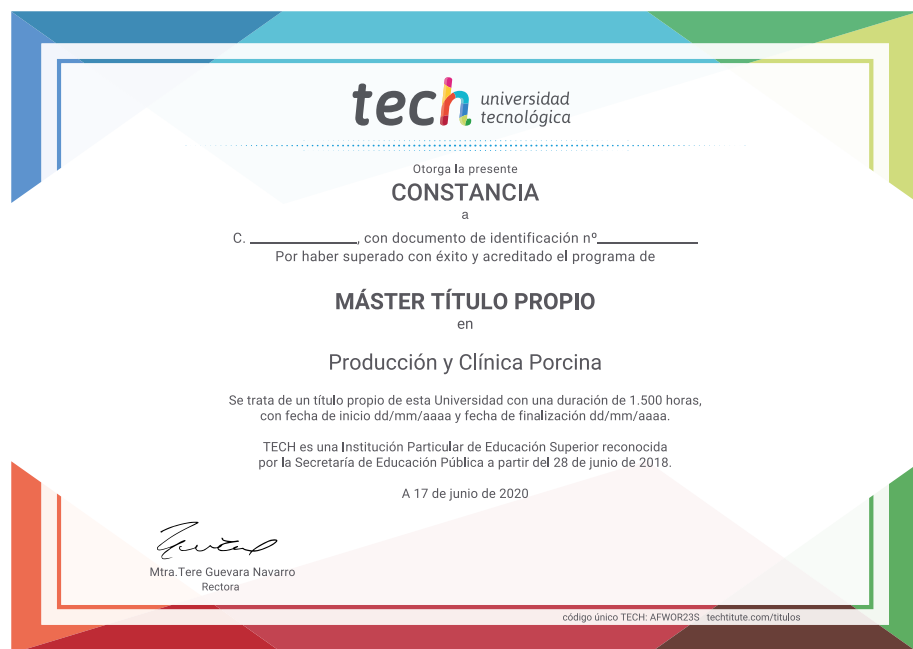 tech universidad
tecnológica
Otorga la presente
CONSTANCIA
a
C. ________________, con documento de identificación nº_______________
Por haber superado con éxito y acreditado el programa de
MÁSTER TÍTULO PROPIO
en
Producción y Clínica Porcina
Se trata de un título propio de esta Universidad con una duración de 1.500 horas,
con fecha de inicio dd/mm/aaaa y fecha de finalización dd/mm/aaaa.
TECH es una Institución Particular de Educación Superior reconocida
por la Secretaría de Educación Pública a partir del 28 de junio de 2018.
A 17 de junio de 2020
Mtra.Tere Guevara Navarro
Rectora
código único TECH: AFWOR23S techtitute.com/titulos